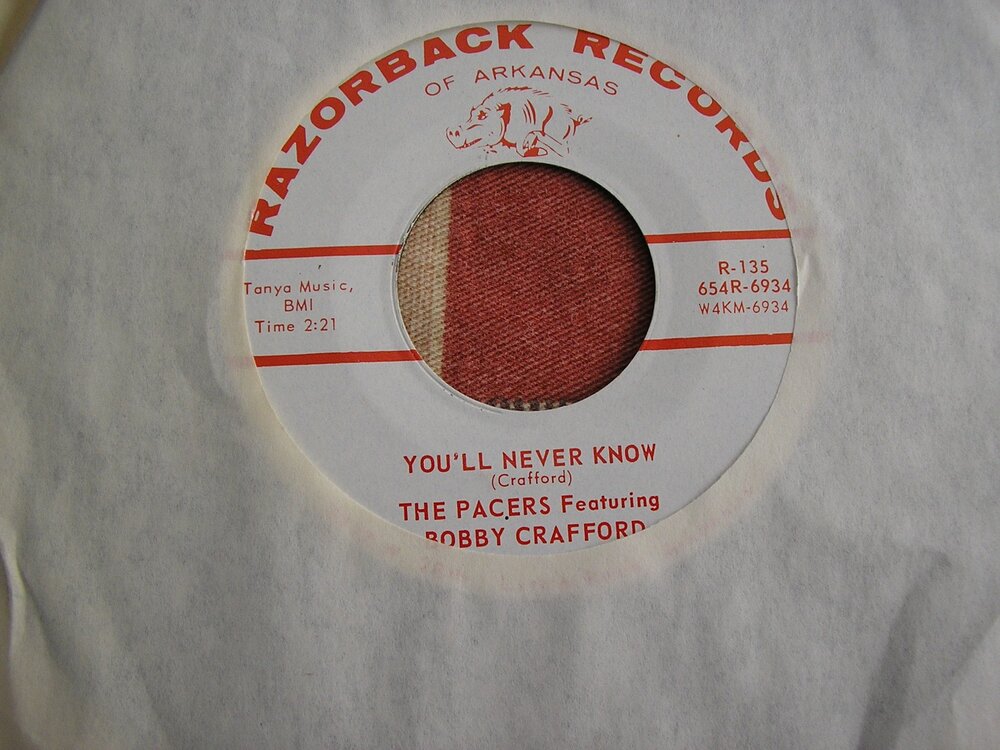 RAZORBACK RECORDS
OF ARKANSAS
Tanya Music,
BMI
Time 2:21
R-135
654R-6934
W4KM-6934
YOU'LL NEVER KNOW
(Crafford)
THE PACERS Featuring
BOBBY CRAFFORD